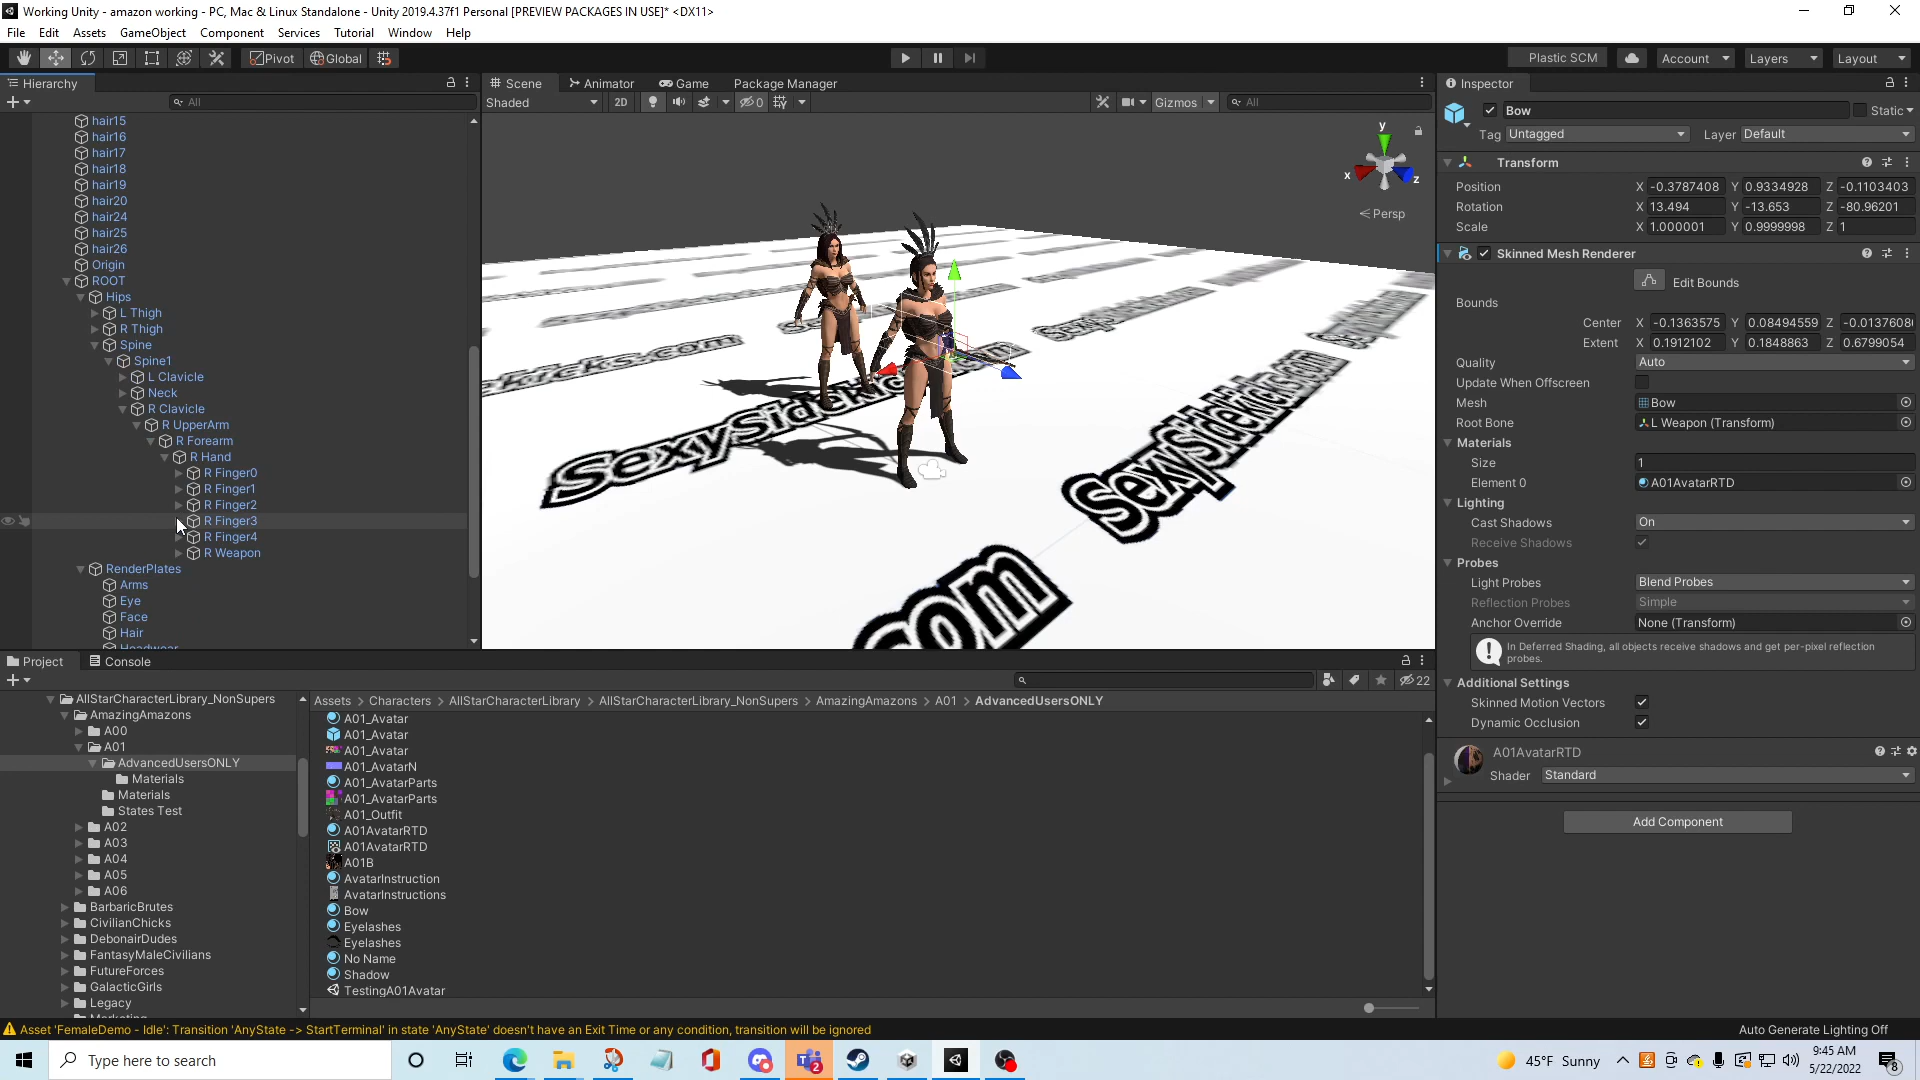 Working Unity - amazon working - PC, Mac & Linux Standalone - Unity 2019.4.37f1 Personal [PREVIEW PACKAGES IN USE]* <DX11>
File Edit Assets GameObject Component Services Tutorial Window Help
Pivot Global Plastic SCM Account Layers Layout
Hierarchy
All
hair15
hair16
hair17
hair18
hair19
hair20
hair24
hair25
hair26
Origin
ROOT
Hips
L Thigh
R Thigh
Spine
Spine1
L Clavicle
Neck
R Clavicle
R UpperArm
R Forearm
R Hand
R Finger0
R Finger1
R Finger2
R Finger3
R Finger4
R Weapon
RenderPlates
Arms
Eye
Face
Hair
Headwear
Scene Animator Game Package Manager
Shaded 2D 0 Gizmos All
y
x
z
Persp
SexySidekicks.com
SexySidekicks.com
.com
Inspector
Bow Static
Tag Untagged Layer Default
Transform
Position X -0.3787408 Y 0.9334928 Z -0.1103403
Rotation X 13.494 Y -13.653 Z -80.96201
Scale X 1.000001 Y 0.9999998 Z 1
Skinned Mesh Renderer
Edit Bounds
Bounds
Center X -0.1363575 Y 0.08494559 Z -0.0137608
Extent X 0.1912102 Y 0.1848863 Z 0.6799054
Quality Auto
Update When Offscreen
Mesh Bow
Root Bone L Weapon (Transform)
Materials
Size 1
Element 0 A01AvatarRTD
Lighting
Cast Shadows On
Receive Shadows
Probes
Light Probes Blend Probes
Reflection Probes Simple
Anchor Override None (Transform)
In Deferred Shading, all objects receive shadows and get per-pixel reflection
probes.
Additional Settings
Skinned Motion Vectors
Dynamic Occlusion
A01AvatarRTD
Shader Standard
Add Component
Project Console
22
AllStarCharacterLibrary_NonSupers
AmazingAmazons
A00
A01
AdvancedUsersONLY
Materials
Materials
States Test
A02
A03
A04
A05
A06
BarbaricBrutes
CivilianChicks
DebonairDudes
FantasyMaleCivilians
FutureForces
GalacticGirls
Legacy
Assets > Characters > AllStarCharacterLibrary > AllStarCharacterLibrary_NonSupers > AmazingAmazons > A01 > AdvancedUsersONLY
A01_Avatar
A01_Avatar
A01_Avatar
A01_AvatarN
A01_AvatarParts
A01_AvatarParts
A01_Outfit
A01AvatarRTD
A01AvatarRTD
A01B
AvatarInstruction
AvatarInstructions
Bow
Eyelashes
Eyelashes
No Name
Shadow
TestingA01Avatar
Asset 'FemaleDemo - Idle': Transition 'AnyState -> StartTerminal' in state 'AnyState' doesn't have an Exit Time or any condition, transition will be ignored
Auto Generate Lighting Off
Type here to search
2
45°F Sunny
9:45 AM
5/22/2022
8